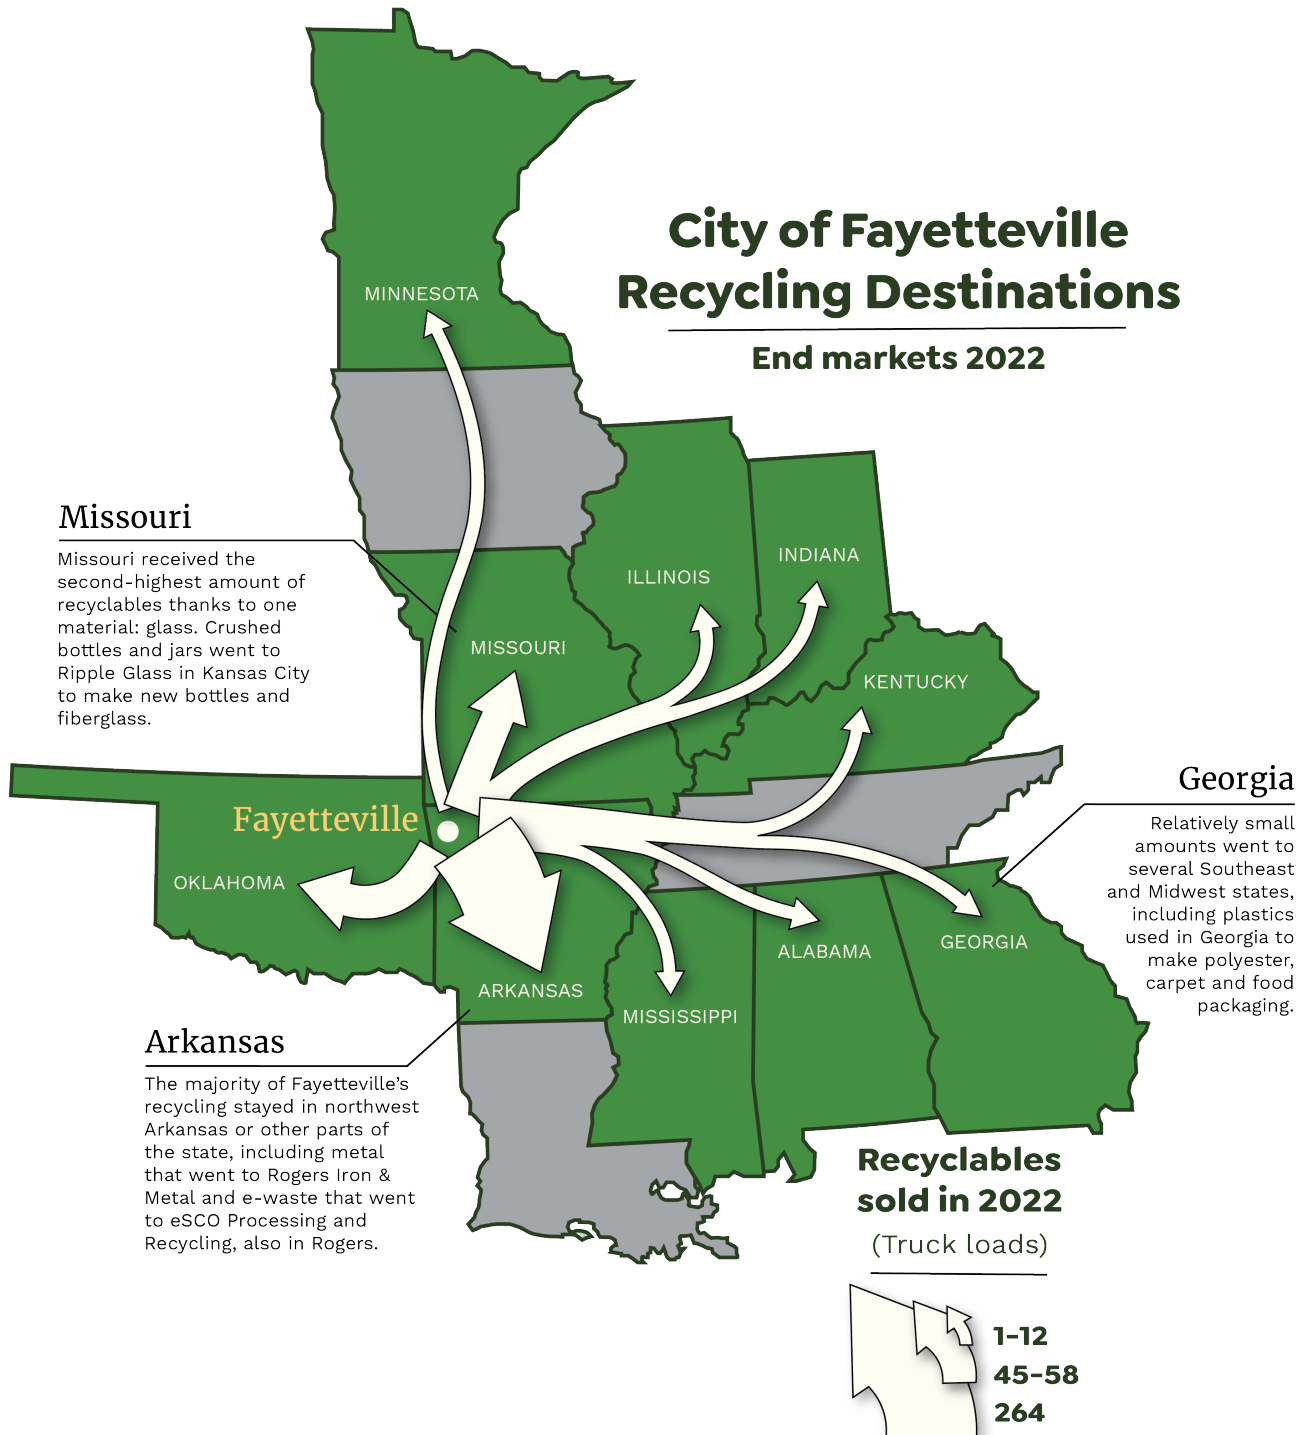 City of Fayetteville
Recycling Destinations
End markets 2022
MINNESOTA
Missouri
Missouri received the
second-highest amount of
recyclables thanks to one
material: glass. Crushed
bottles and jars went to
Ripple Glass in Kansas City
to make new bottles and
fiberglass.
INDIANA
ILLINOIS
MISSOURI
KENTUCKY
Georgia
Relatively small
amounts went to
several Southeast
and Midwest states,
including plastics
used in Georgia to
make polyester,
carpet and food
packaging.
Fayetteville
OKLAHOMA
GEORGIA
ALABAMA
ARKANSAS
MISSISSIPPI
Arkansas
The majority of Fayetteville’s
recycling stayed in northwest
Arkansas or other parts of
the state, including metal
that went to Rogers Iron &
Metal and e-waste that went
to eSCO Processing and
Recycling, also in Rogers.
Recyclables
sold in 2022
(Truck loads)
1-12
45-58
264